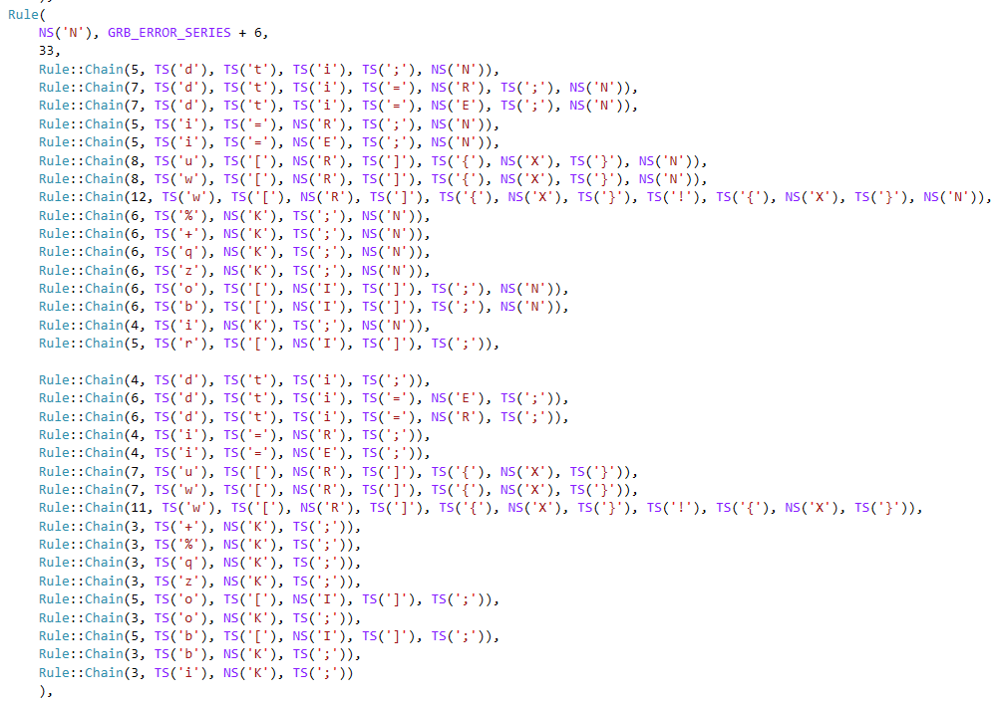 Rule(
    NS('N'), GRB_ERROR_SERIES + 6,
    33,
    Rule::Chain(5, TS('d'), TS('t'), TS('i'), TS(';'), NS('N')),
    Rule::Chain(7, TS('d'), TS('t'), TS('i'), TS('='), NS('R'), TS(';'), NS('N')),
    Rule::Chain(7, TS('d'), TS('t'), TS('i'), TS('='), NS('E'), TS(';'), NS('N')),
    Rule::Chain(5, TS('i'), TS('='), NS('R'), TS(';'), NS('N')),
    Rule::Chain(5, TS('i'), TS('='), NS('E'), TS(';'), NS('N')),
    Rule::Chain(8, TS('u'), TS('['), NS('R'), TS(']'), TS('{'), NS('X'), TS('}'), NS('N')),
    Rule::Chain(8, TS('w'), TS('['), NS('R'), TS(']'), TS('{'), NS('X'), TS('}'), NS('N')),
    Rule::Chain(12, TS('w'), TS('['), NS('R'), TS(']'), TS('{'), NS('X'), TS('}'), TS('!'), TS('{'), NS('X'), TS('}'), NS('N')),
    Rule::Chain(6, TS('%'), NS('K'), TS(';'), NS('N')),
    Rule::Chain(6, TS('+'), NS('K'), TS(';'), NS('N')),
    Rule::Chain(6, TS('q'), NS('K'), TS(';'), NS('N')),
    Rule::Chain(6, TS('z'), NS('K'), TS(';'), NS('N')),
    Rule::Chain(6, TS('o'), TS('['), NS('I'), TS(']'), TS(';'), NS('N')),
    Rule::Chain(6, TS('b'), TS('['), NS('I'), TS(']'), TS(';'), NS('N')),
    Rule::Chain(4, TS('i'), NS('K'), TS(';'), NS('N')),
    Rule::Chain(5, TS('r'), TS('['), NS('I'), TS(']'), TS(';')),

    Rule::Chain(4, TS('d'), TS('t'), TS('i'), TS(';')),
    Rule::Chain(6, TS('d'), TS('t'), TS('i'), TS('='), NS('E'), TS(';')),
    Rule::Chain(6, TS('d'), TS('t'), TS('i'), TS('='), NS('R'), TS(';')),
    Rule::Chain(4, TS('i'), TS('='), NS('R'), TS(';')),
    Rule::Chain(4, TS('i'), TS('='), NS('E'), TS(';')),
    Rule::Chain(7, TS('u'), TS('['), NS('R'), TS(']'), TS('{'), NS('X'), TS('}')),
    Rule::Chain(7, TS('w'), TS('['), NS('R'), TS(']'), TS('{'), NS('X'), TS('}')),
    Rule::Chain(11, TS('w'), TS('['), NS('R'), TS(']'), TS('{'), NS('X'), TS('}'), TS('!'), TS('{'), NS('X'), TS('}')),
    Rule::Chain(3, TS('+'), NS('K'), TS(';')),
    Rule::Chain(3, TS('%'), NS('K'), TS(';')),
    Rule::Chain(3, TS('q'), NS('K'), TS(';')),
    Rule::Chain(3, TS('z'), NS('K'), TS(';')),
    Rule::Chain(5, TS('o'), TS('['), NS('I'), TS(']'), TS(';')),
    Rule::Chain(3, TS('o'), NS('K'), TS(';')),
    Rule::Chain(5, TS('b'), TS('['), NS('I'), TS(']'), TS(';')),
    Rule::Chain(3, TS('b'), NS('K'), TS(';')),
    Rule::Chain(3, TS('i'), NS('K'), TS(';'))
    ),